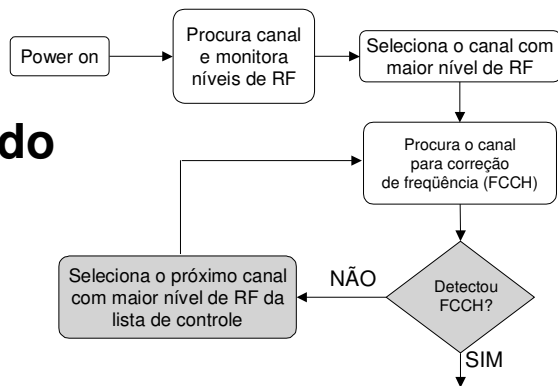 Power on
Procura canal
e monitora
níveis de RF
Seleciona o canal com
maior nível de RF
do
Procura o canal
para correção
de freqüência (FCCH)
Seleciona o próximo canal
com maior nível de RF da
lista de controle
NÃO
Detectou
FCCH?
SIM